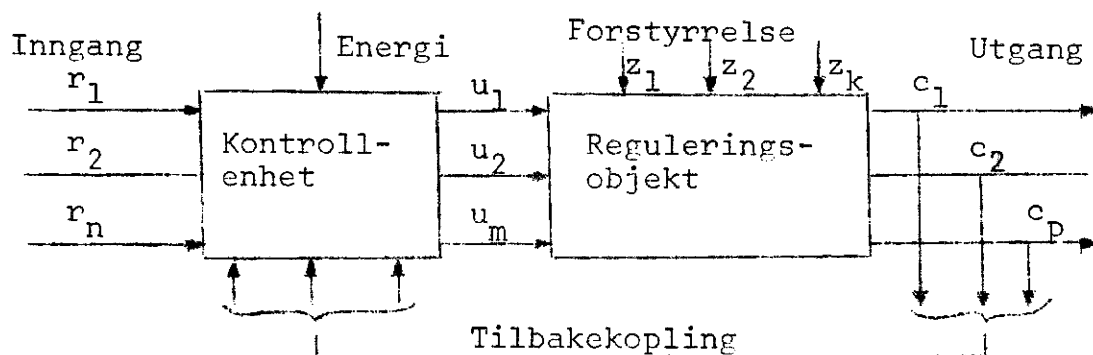 Inngang
Energi
Forstyrrelse
Utgang
r1
r2
rn
Kontroll-
enhet
u1
u2
um
z1
z2
zk
Regulerings-
objekt
c1
c2
cp
Tilbakekopling